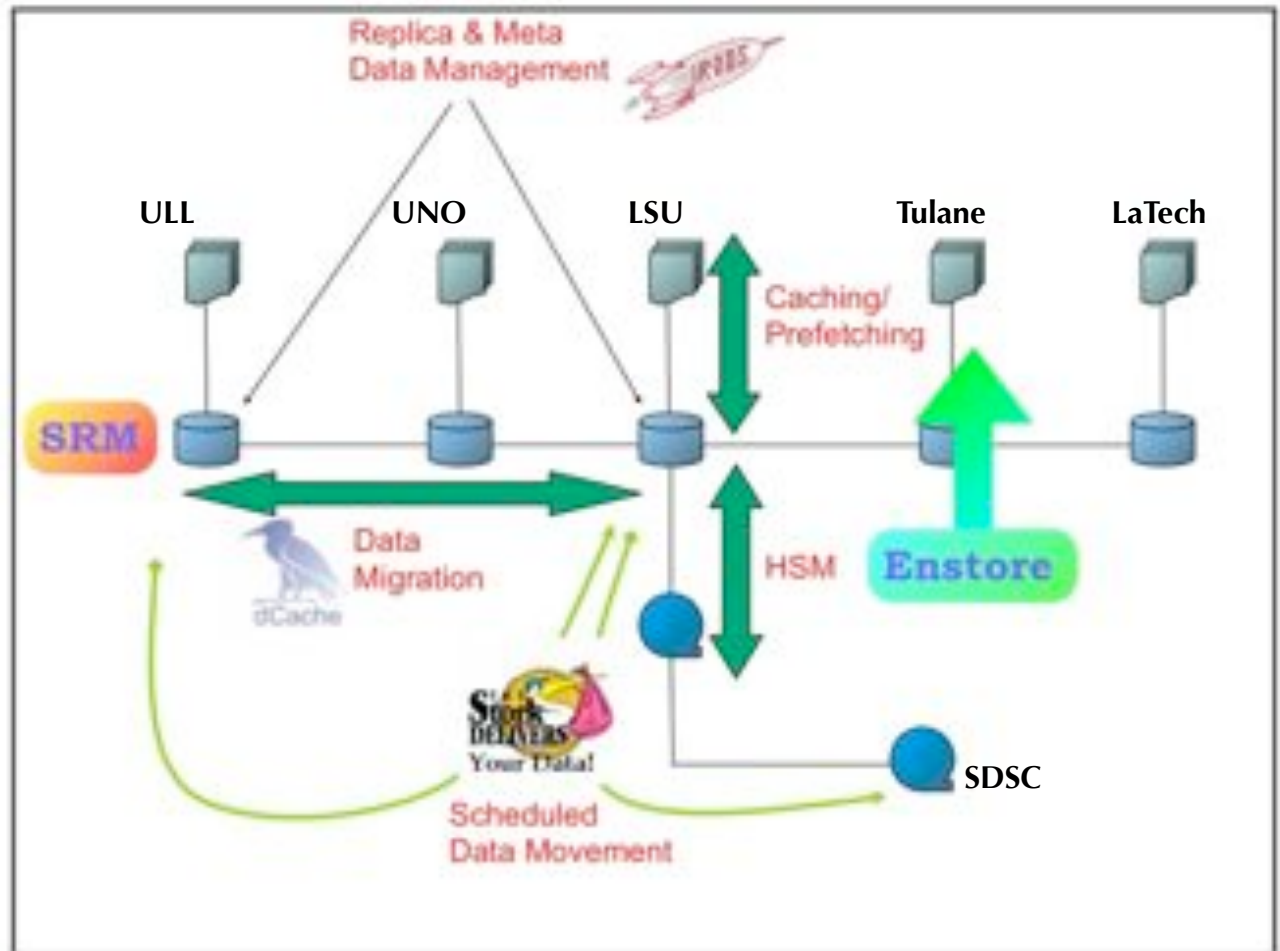 Replica & Meta
Data Management
iRODS
ULL
UNO
LSU
Tulane
LaTech
Caching/
Prefetching
SRM
Data
Migration
dCache
HSM
Enstore
Stork
DELIVERS
Your Data!
SDSC
Scheduled
Data Movement